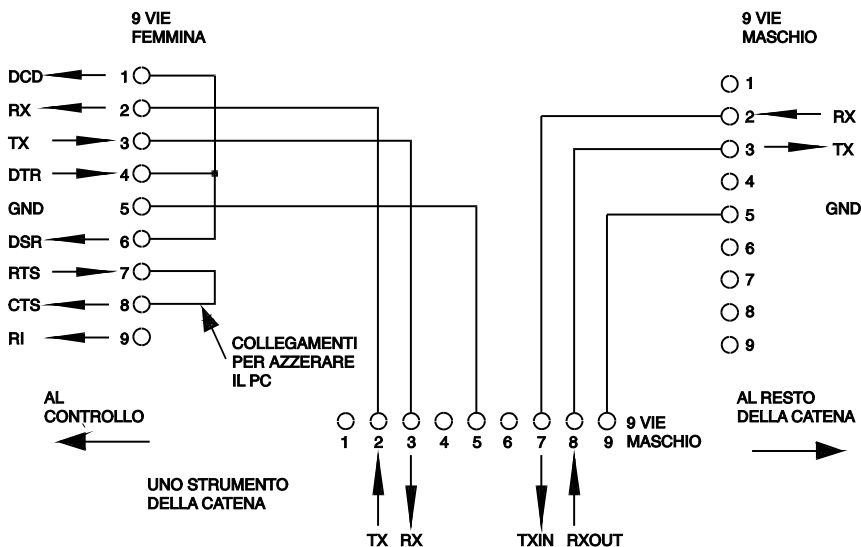 9 VIE
FEMMINA
9 VIE
MASCHIO
DCD 1
RX 2
TX 3
DTR 4
GND 5
DSR 6
RTS 7
CTS 8
RI 9
1
2 RX
3 TX
4
5 GND
6
7
8
9
COLLEGAMENTI
PER AZZERARE
IL PC
AL
CONTROLLO
AL RESTO
DELLA CATENA
1 2 3 4 5 6 7 8 9
9 VIE
MASCHIO
UNO STRUMENTO
DELLA CATENA
TX RX TXIN RXOUT